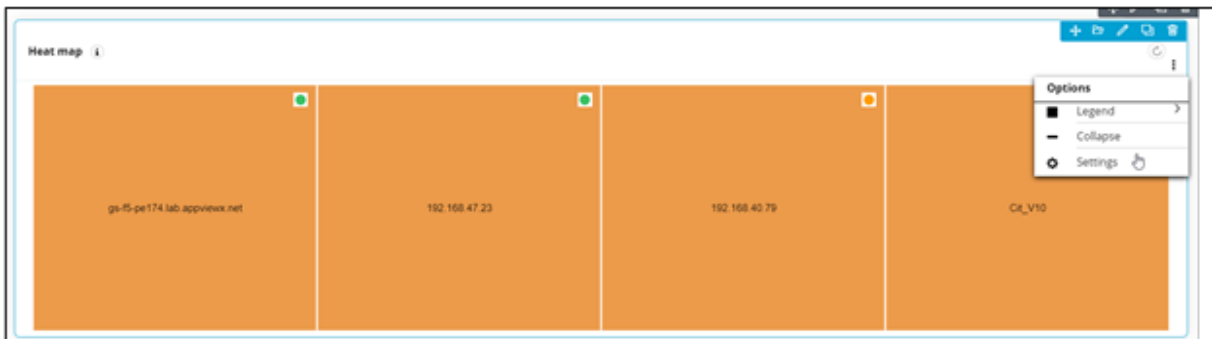 Heat map
Options
Legend
Collapse
Settings
gs-f5-pe174.lab.appviewx.net
192.168.47.23
192.168.40.79
Cit_V10